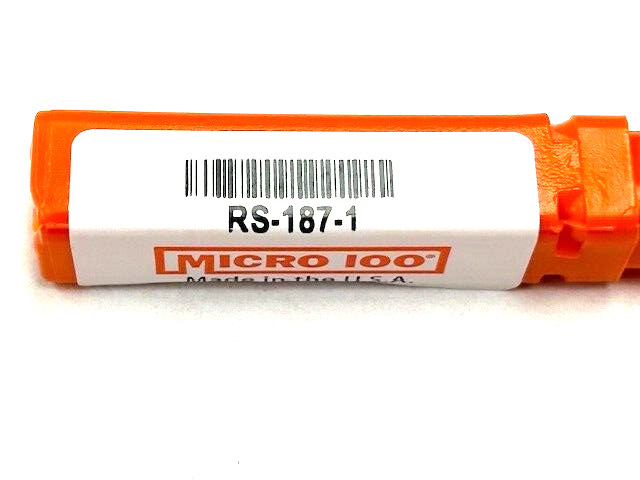 RS-187-1
MICRO 100®
Made in the U.S.A.